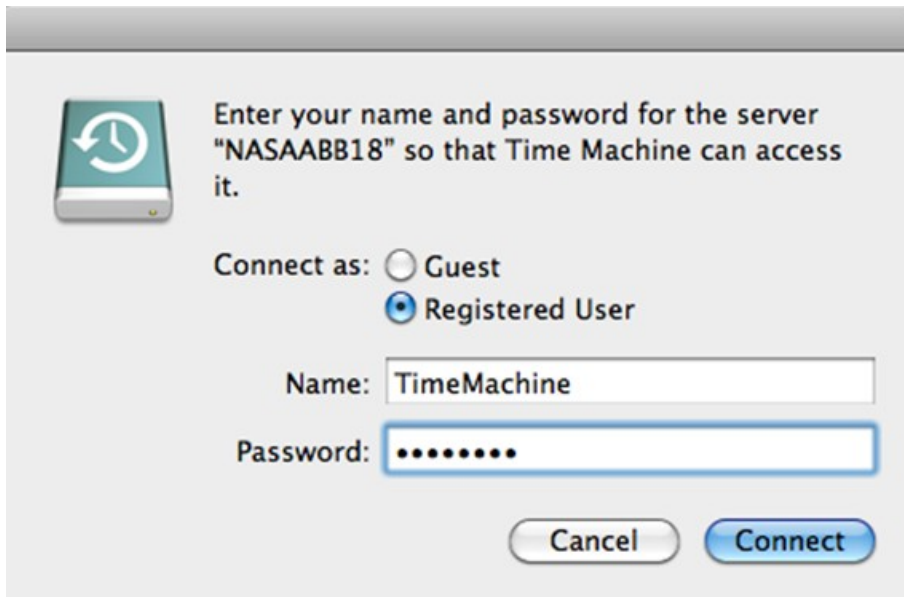 Enter your name and password for the server
“NASAABB18” so that Time Machine can access
it.
Connect as: Guest
Registered User
Name: TimeMachine
Password: ••••••••
Cancel Connect